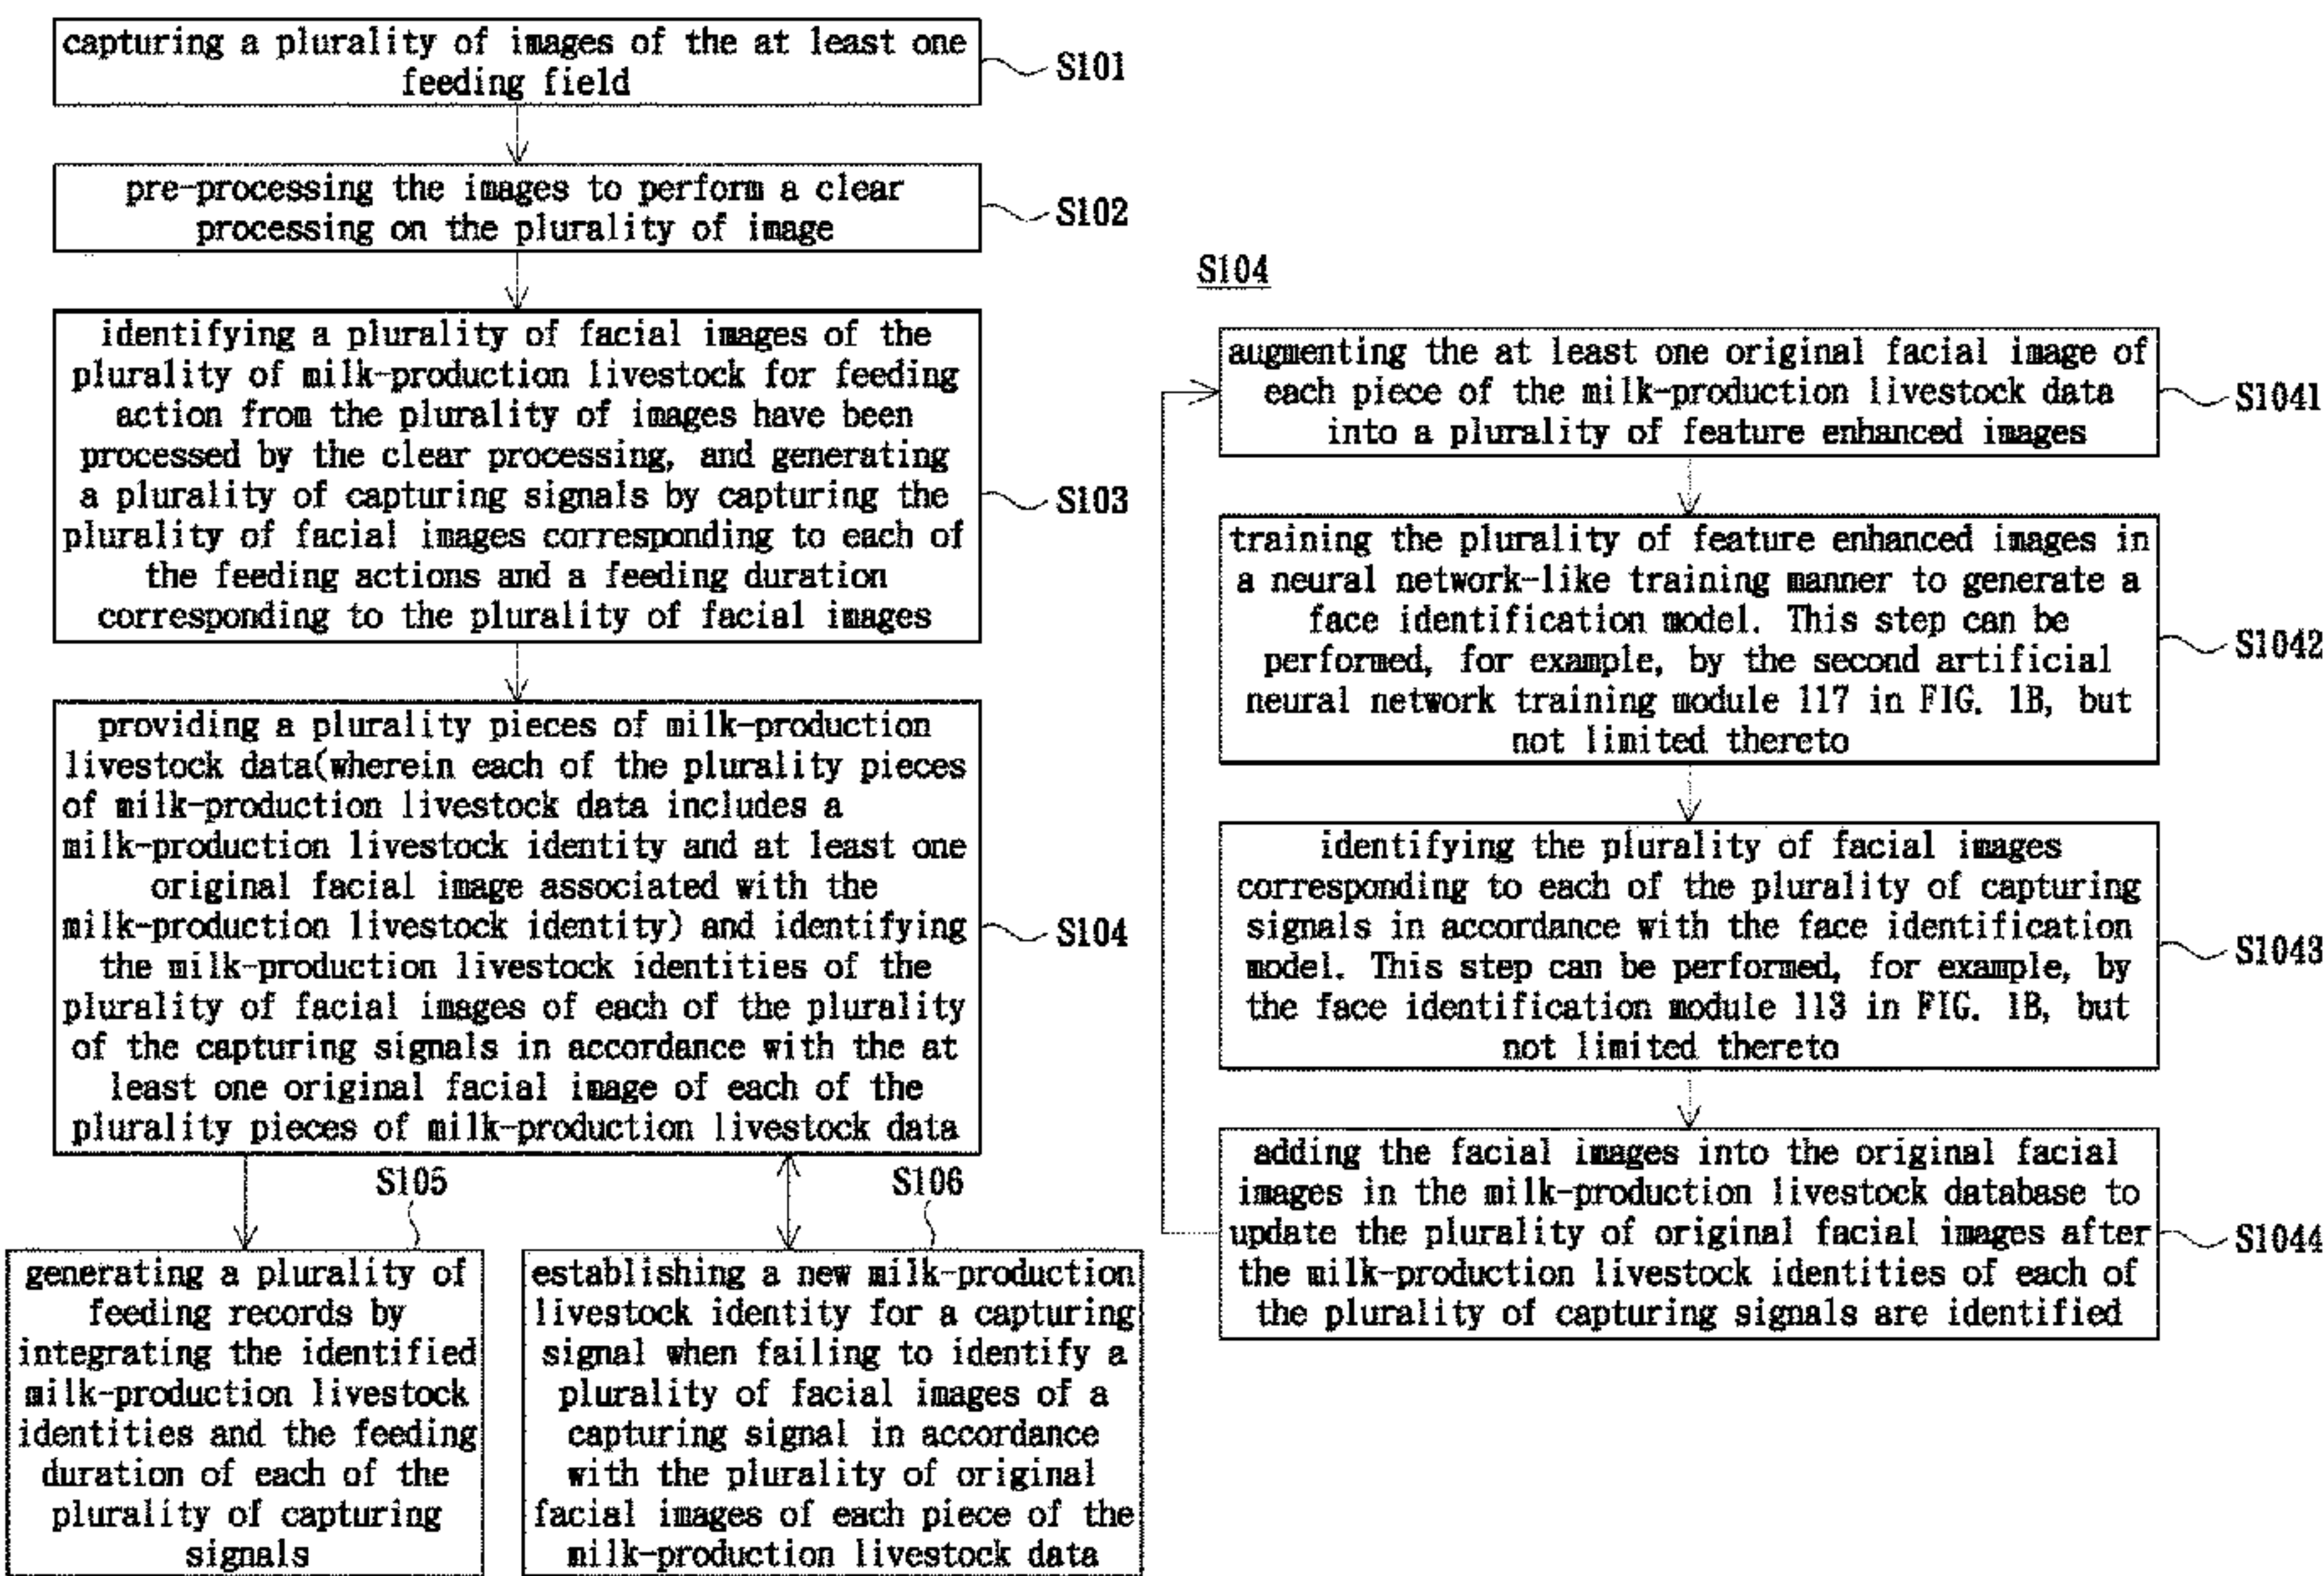 capturing a plurality of images of the at least one
feeding field
S101
pre-processing the images to perform a clear
processing on the plurality of image
S102
identifying a plurality of facial images of the
plurality of milk-production livestock for feeding
action from the plurality of images have been
processed by the clear processing, and generating
a plurality of capturing signals by capturing the
plurality of facial images corresponding to each of
the feeding actions and a feeding duration
corresponding to the plurality of facial images
S103
providing a plurality pieces of milk-production
livestock data(wherein each of the plurality pieces
of milk-production livestock data includes a
milk-production livestock identity and at least one
original facial image associated with the
milk-production livestock identity) and identifying
the milk-production livestock identities of the
plurality of facial images of each of the plurality
of the capturing signals in accordance with the at
least one original facial image of each of the
plurality pieces of milk-production livestock data
S104
S105
generating a plurality of
feeding records by
integrating the identified
milk-production livestock
identities and the feeding
duration of each of the
plurality of capturing
signals
S106
establishing a new milk-production
livestock identity for a capturing
signal when failing to identify a
plurality of facial images of a
capturing signal in accordance
with the plurality of original
facial images of each piece of the
milk-production livestock data
S104
augmenting the at least one original facial image of
each piece of the milk-production livestock data
into a plurality of feature enhanced images
S1041
training the plurality of feature enhanced images in
a neural network-like training manner to generate a
face identification model. This step can be
performed, for example, by the second artificial
neural network training module 117 in FIG. 1B, but
not limited thereto
S1042
identifying the plurality of facial images
corresponding to each of the plurality of capturing
signals in accordance with the face identification
model. This step can be performed, for example, by
the face identification module 113 in FIG. 1B, but
not limited thereto
S1043
adding the facial images into the original facial
images in the milk-production livestock database to
update the plurality of original facial images after
the milk-production livestock identities of each of
the plurality of capturing signals are identified
S1044